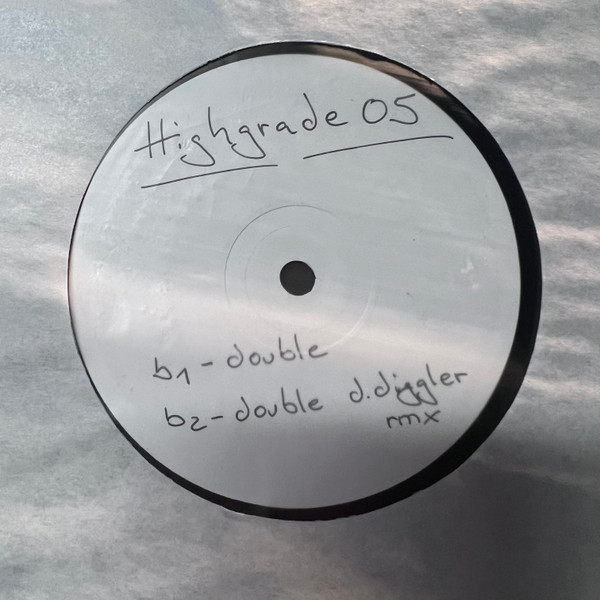 Highgrade 05
b1 - double
b2 - double d.diggler
rmx